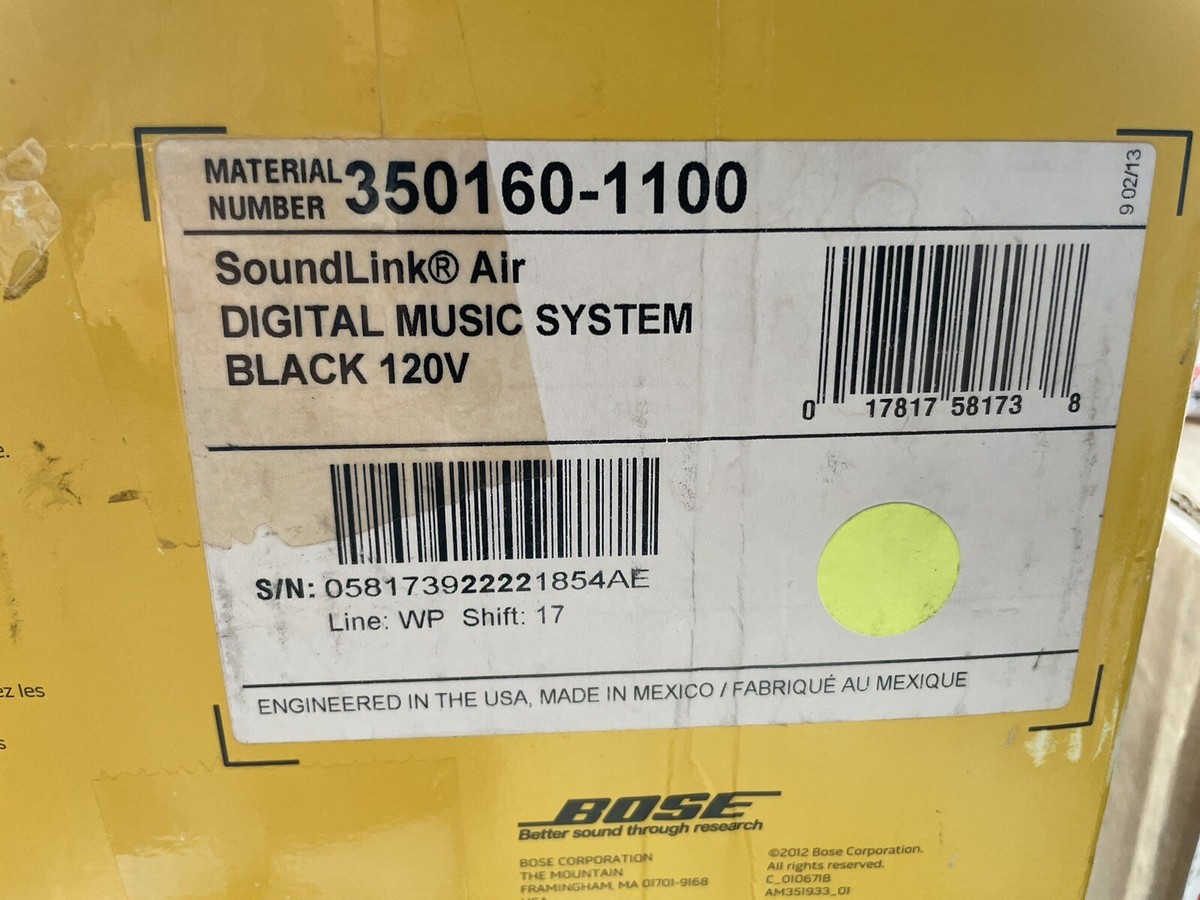 MATERIAL NUMBER 350160-1100
9 02/13
SoundLink® Air
DIGITAL MUSIC SYSTEM
BLACK 120V
0 17817 58173 8
S/N: 058173922221854AE
Line: WP Shift: 17
ENGINEERED IN THE USA, MADE IN MEXICO / FABRIQUÉ AU MEXIQUE
e.
ez les
s
BOSE
Better sound through research
BOSE CORPORATION
THE MOUNTAIN
FRAMINGHAM, MA 01701-9168
USA
©2012 Bose Corporation.
All rights reserved.
C_010671B
AM351933_01